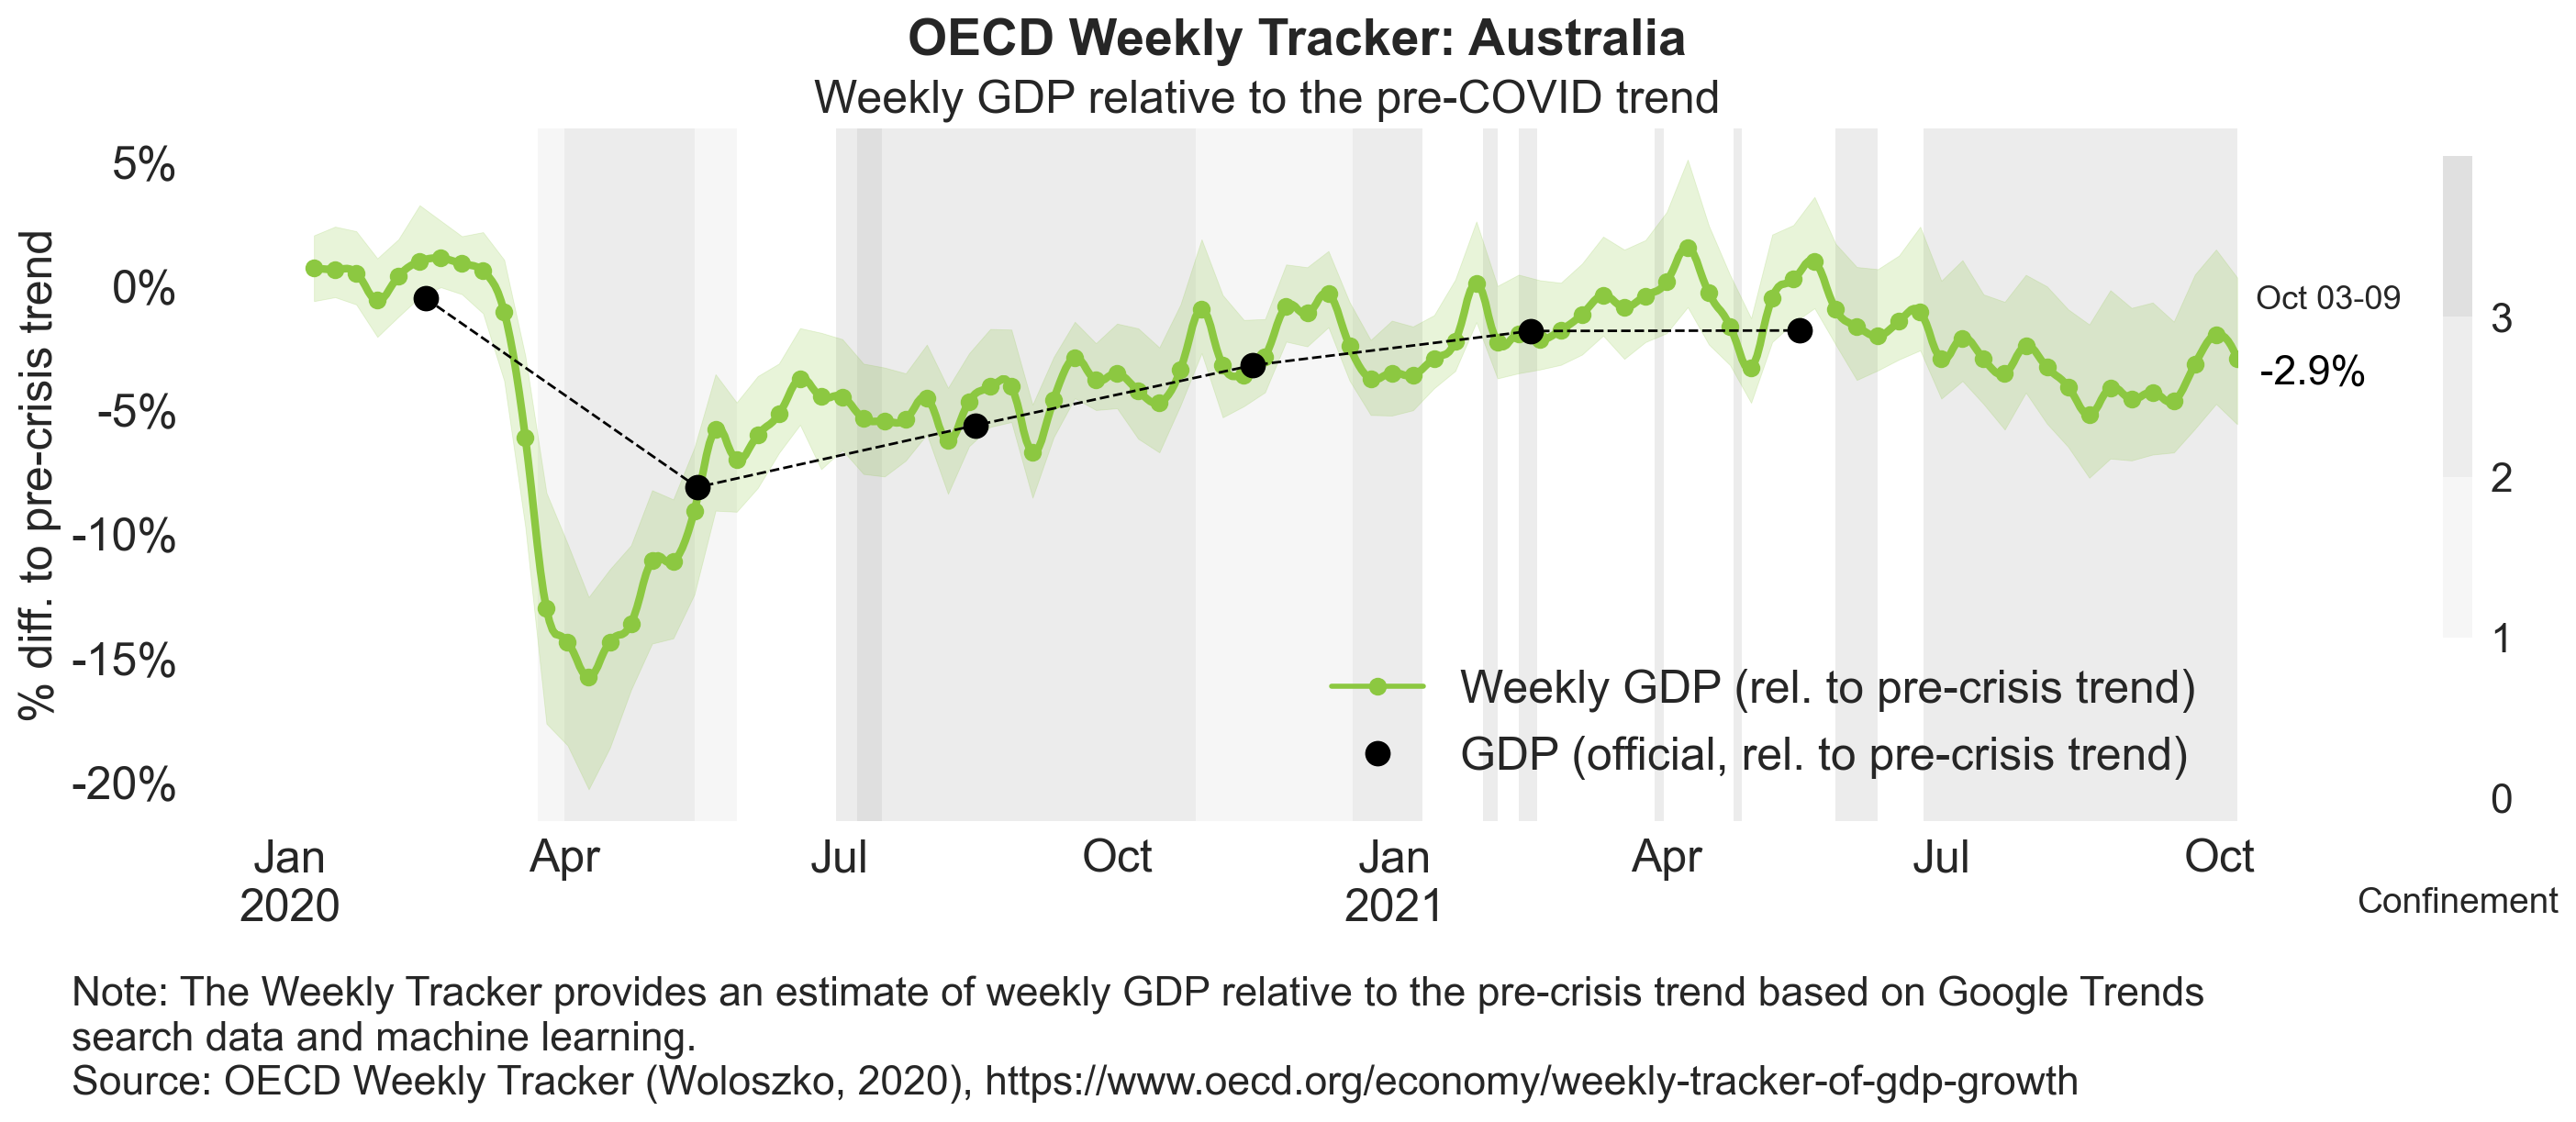 OECD Weekly Tracker: Australia
Weekly GDP relative to the pre-COVID trend
% diff. to pre-crisis trend
5%
0%
-5%
-10%
-15%
-20%
Oct 03-09
-2.9%
Weekly GDP (rel. to pre-crisis trend)
GDP (official, rel. to pre-crisis trend)
3
2
1
0
Confinement
Jan
2020
Apr
Jul
Oct
Jan
2021
Apr
Jul
Oct
Note: The Weekly Tracker provides an estimate of weekly GDP relative to the pre-crisis trend based on Google Trends
search data and machine learning.
Source: OECD Weekly Tracker (Woloszko, 2020), https://www.oecd.org/economy/weekly-tracker-of-gdp-growth